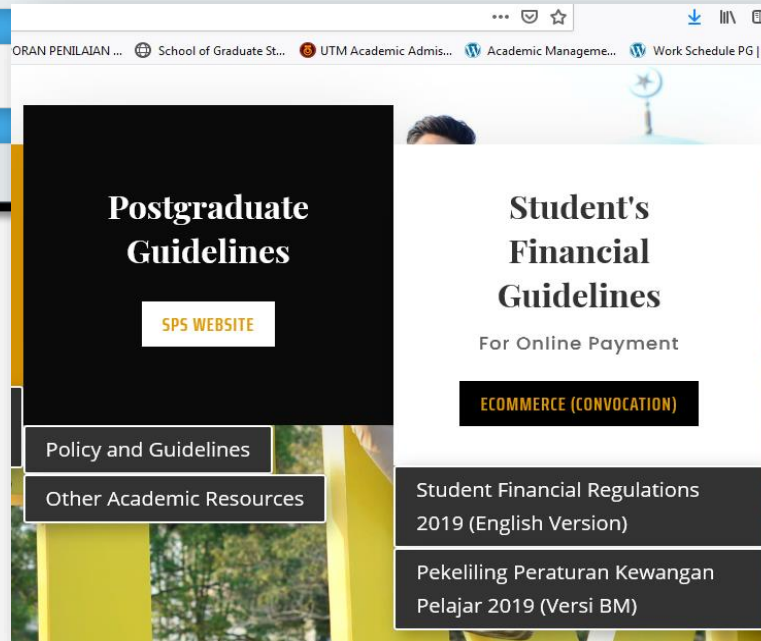 ORAN PENILAIAN ... School of Graduate St... UTM Academic Admis... Academic Manageme... Work Schedule PG |
Postgraduate
Guidelines
SPS WEBSITE
Policy and Guidelines
Other Academic Resources
Student's
Financial
Guidelines
For Online Payment
ECOMMERCE (CONVOCATION)
Student Financial Regulations
2019 (English Version)
Pekeliling Peraturan Kewangan
Pelajar 2019 (Versi BM)